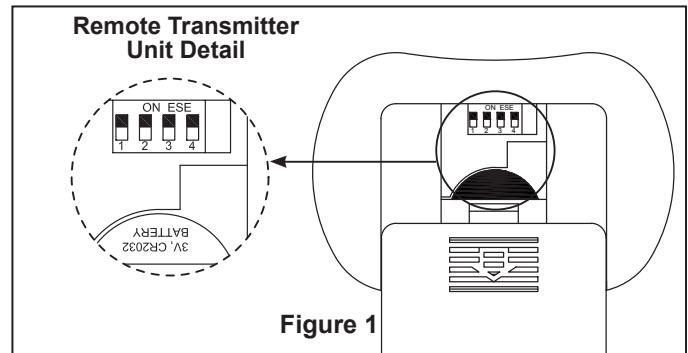 Remote Transmitter
Unit Detail
ON ESE
1 2 3 4
3V, CR2032
BATTERY
ON ESE
1 2 3 4
Figure 1